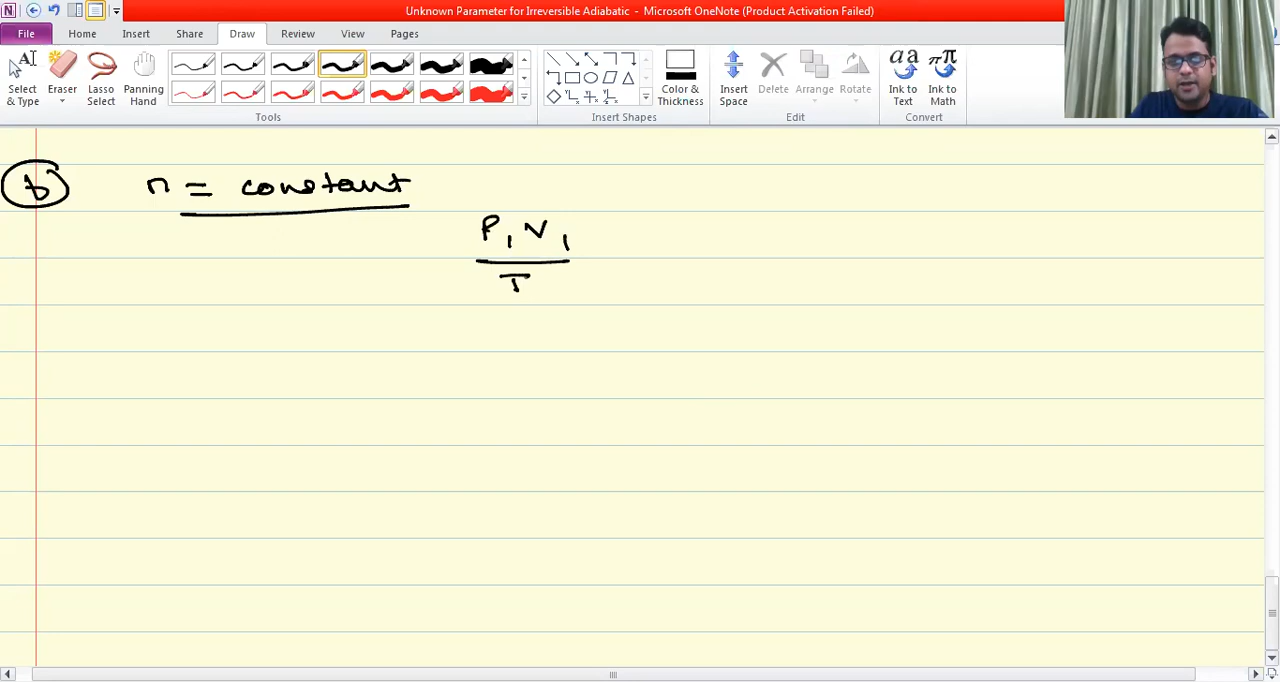 Unknown Parameter for Irreversible Adiabatic - Microsoft OneNote (Product Activation Failed)
File Home Insert Share Draw Review View Pages
Select & Type Eraser Lasso Select Panning Hand Color & Thickness Insert Space Delete Arrange Rotate Ink to Text Ink to Math
Tools Insert Shapes Edit Convert
b n = constant
P₁V₁
T